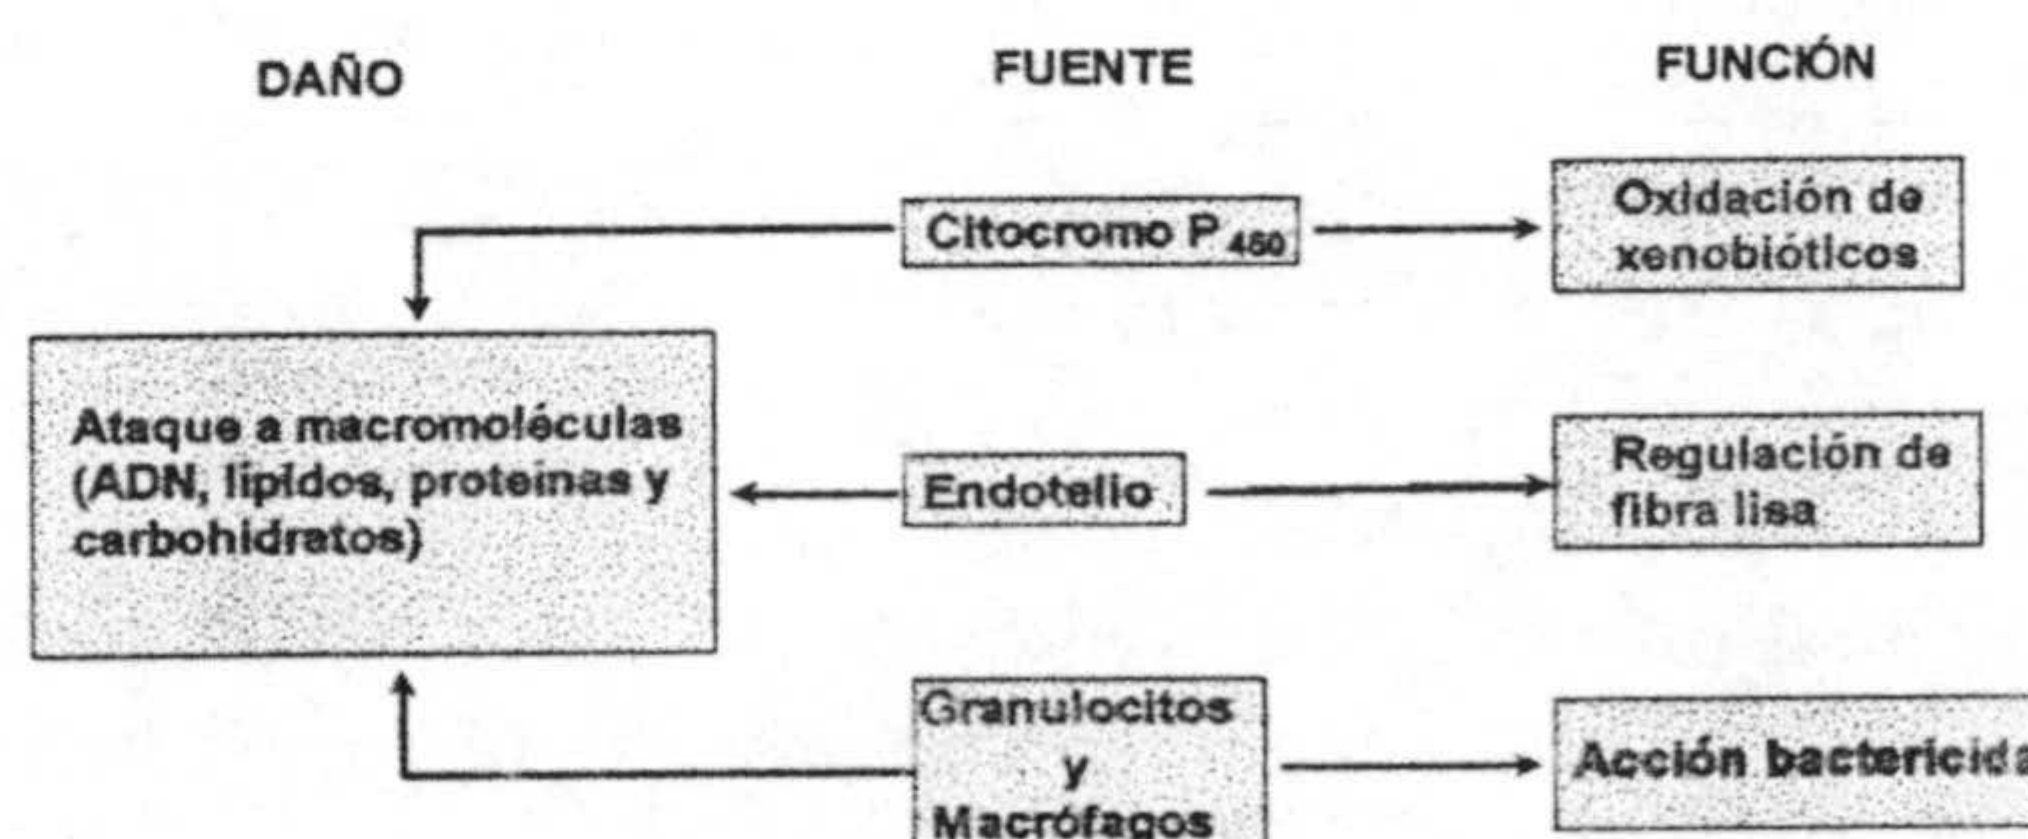 DAÑO
FUENTE
FUNCIÓN
Citocromo P450
Oxidación de
xenobióticos
Ataque a macromoléculas
(ADN, lipídos, proteínas y
carbohidratos)
Endotelio
Regulación de
fibra lisa
Granulocitos
y
Macrófagos
Acción bactericida